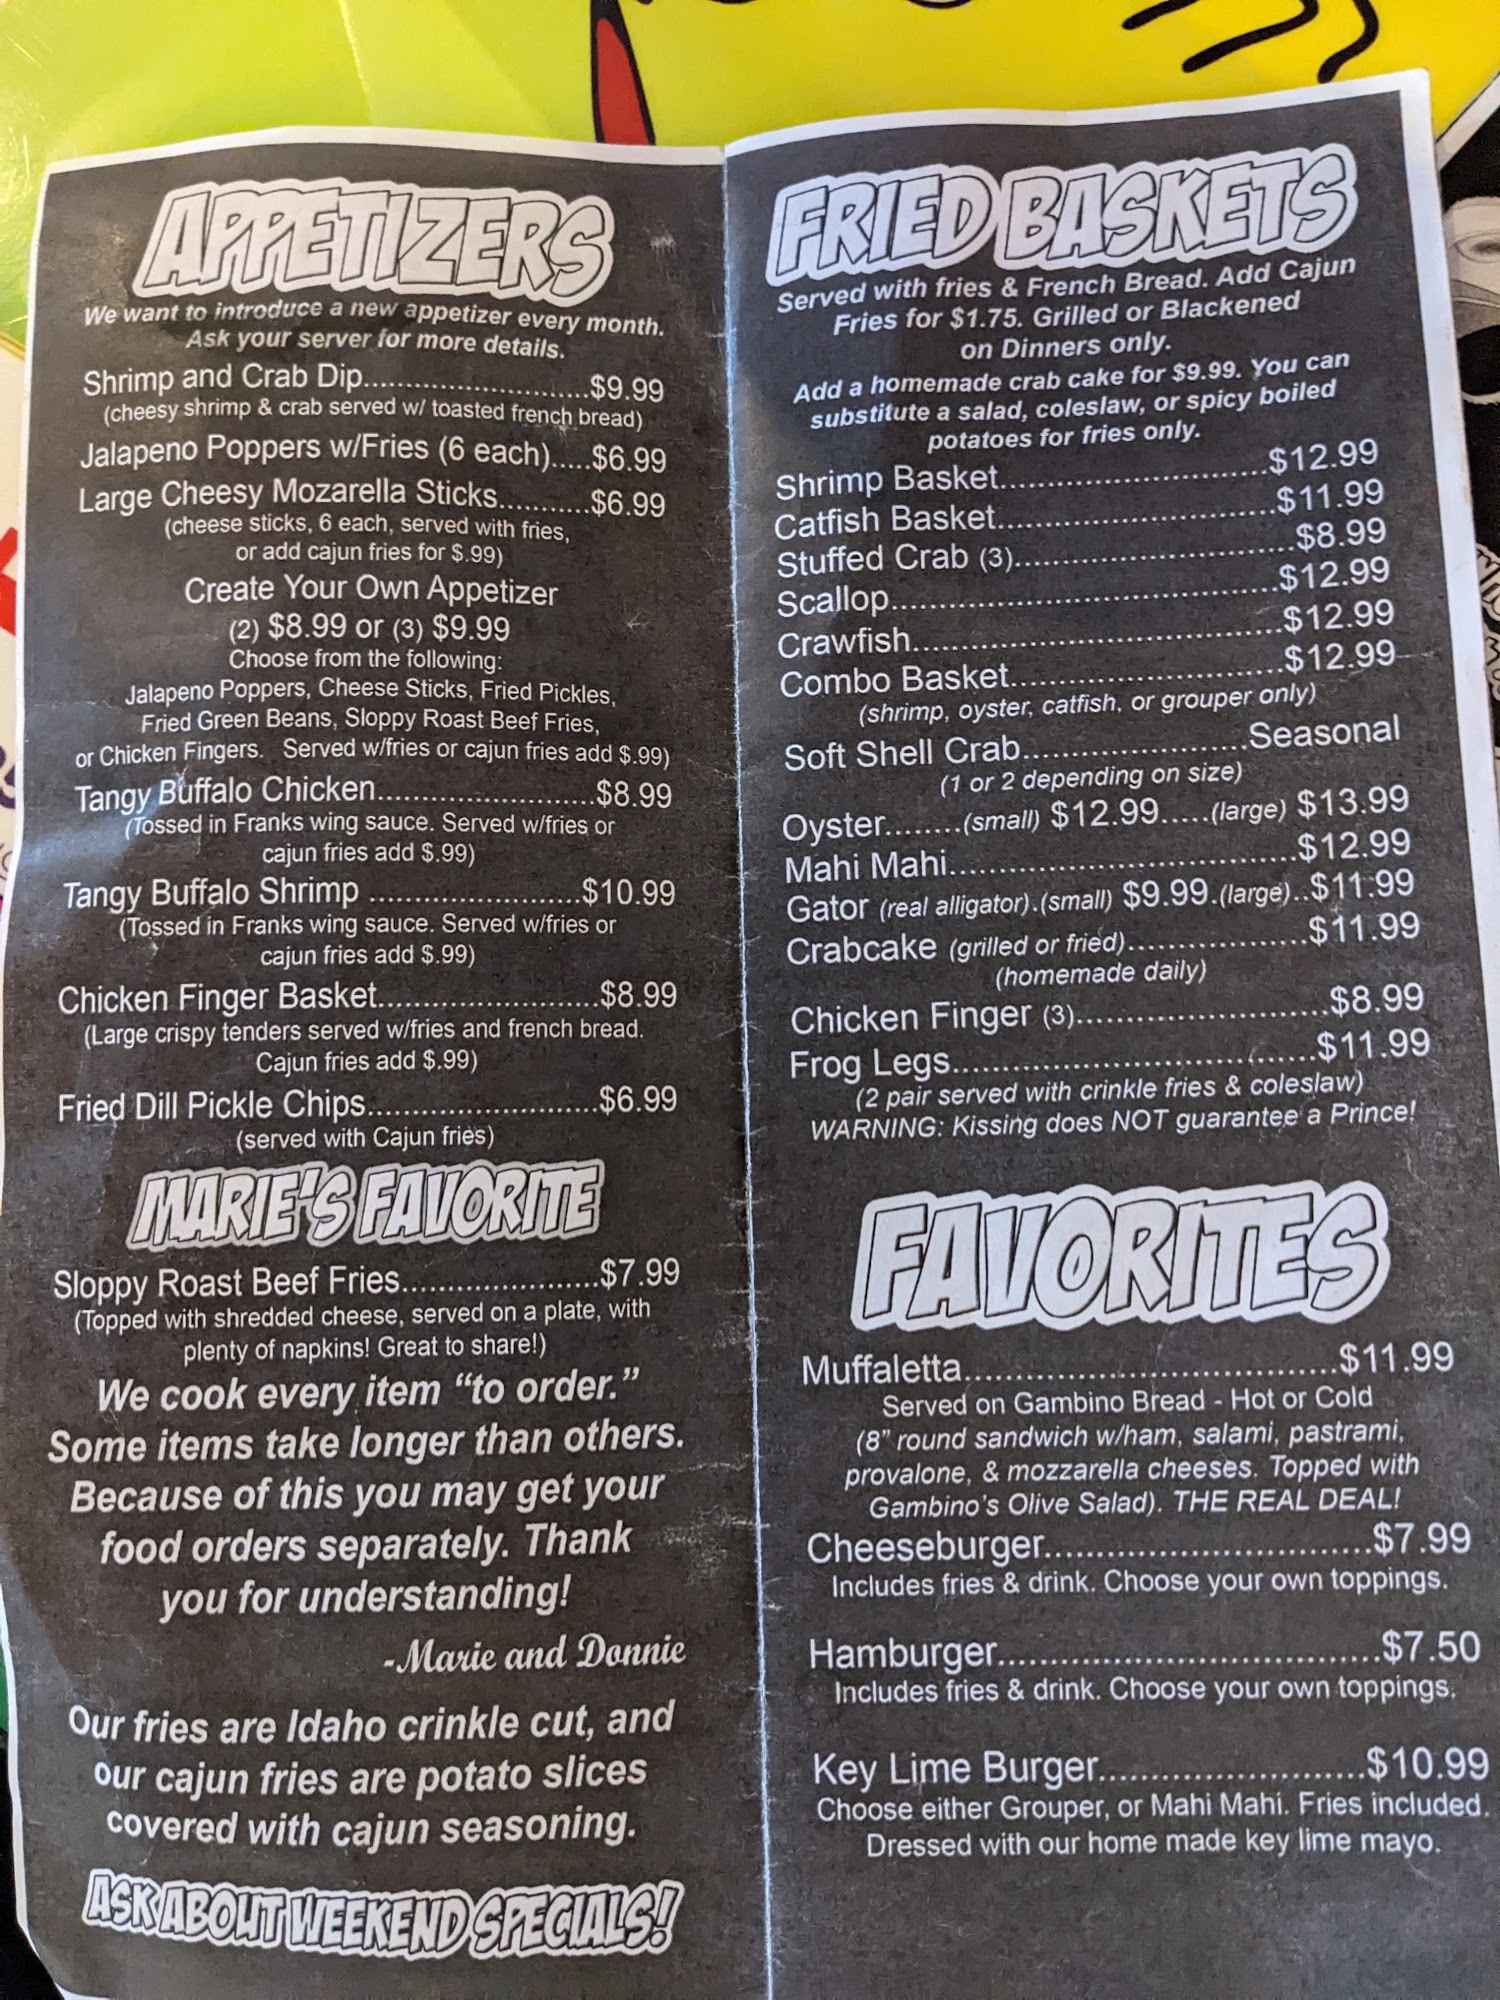 APPETIZERS
We want to introduce a new appetizer every month.
Ask your server for more details.
Shrimp and Crab Dip.........................$9.99
(cheesy shrimp & crab served w/ toasted french bread)
Jalapeno Poppers w/Fries (6 each).....$6.99
Large Cheesy Mozarella Sticks..........$6.99
(cheese sticks, 6 each, served with fries,
or add cajun fries for $.99)
Create Your Own Appetizer
(2) $8.99 or (3) $9.99
Choose from the following:
Jalapeno Poppers, Cheese Sticks, Fried Pickles,
Fried Green Beans, Sloppy Roast Beef Fries,
or Chicken Fingers. Served w/fries or cajun fries add $.99)
Tangy Buffalo Chicken........................$8.99
(Tossed in Franks wing sauce. Served w/fries or
cajun fries add $.99)
Tangy Buffalo Shrimp .......................$10.99
(Tossed in Franks wing sauce. Served w/fries or
cajun fries add $.99)
Chicken Finger Basket........................$8.99
(Large crispy tenders served w/fries and french bread.
Cajun fries add $.99)
Fried Dill Pickle Chips.........................$6.99
(served with Cajun fries)
MARIE'S FAVORITE
Sloppy Roast Beef Fries.....................$7.99
(Topped with shredded cheese, served on a plate, with
plenty of napkins! Great to share!)
We cook every item “to order.”
Some items take longer than others.
Because of this you may get your
food orders separately. Thank
you for understanding!
-Marie and Donnie
Our fries are Idaho crinkle cut, and
our cajun fries are potato slices
covered with cajun seasoning.
ASK ABOUT WEEKEND SPECIALS!
FRIED BASKETS
Served with fries & French Bread. Add Cajun
Fries for $1.75. Grilled or Blackened
on Dinners only.
Add a homemade crab cake for $9.99. You can
substitute a salad, coleslaw, or spicy boiled
potatoes for fries only.
Shrimp Basket.............................$12.99
Catfish Basket..............................$11.99
Stuffed Crab (3).............................$8.99
Scallop..........................................$12.99
Crawfish........................................$12.99
Combo Basket.............................$12.99
(shrimp, oyster, catfish, or grouper only)
Soft Shell Crab........................Seasonal
(1 or 2 depending on size)
Oyster........(small) $12.99.....(large) $13.99
Mahi Mahi.....................................$12.99
Gator (real alligator).(small) $9.99.(large)..$11.99
Crabcake (grilled or fried)...................$11.99
(homemade daily)
Chicken Finger (3)...........................$8.99
Frog Legs.......................................$11.99
(2 pair served with crinkle fries & coleslaw)
WARNING: Kissing does NOT guarantee a Prince!
FAVORITES
Muffaletta.....................................$11.99
Served on Gambino Bread - Hot or Cold
(8” round sandwich w/ham, salami, pastrami,
provalone, & mozzarella cheeses. Topped with
Gambino's Olive Salad). THE REAL DEAL!
Cheeseburger.................................$7.99
Includes fries & drink. Choose your own toppings.
Hamburger......................................$7.50
Includes fries & drink. Choose your own toppings.
Key Lime Burger..........................$10.99
Choose either Grouper, or Mahi Mahi. Fries included.
Dressed with our home made key lime mayo.